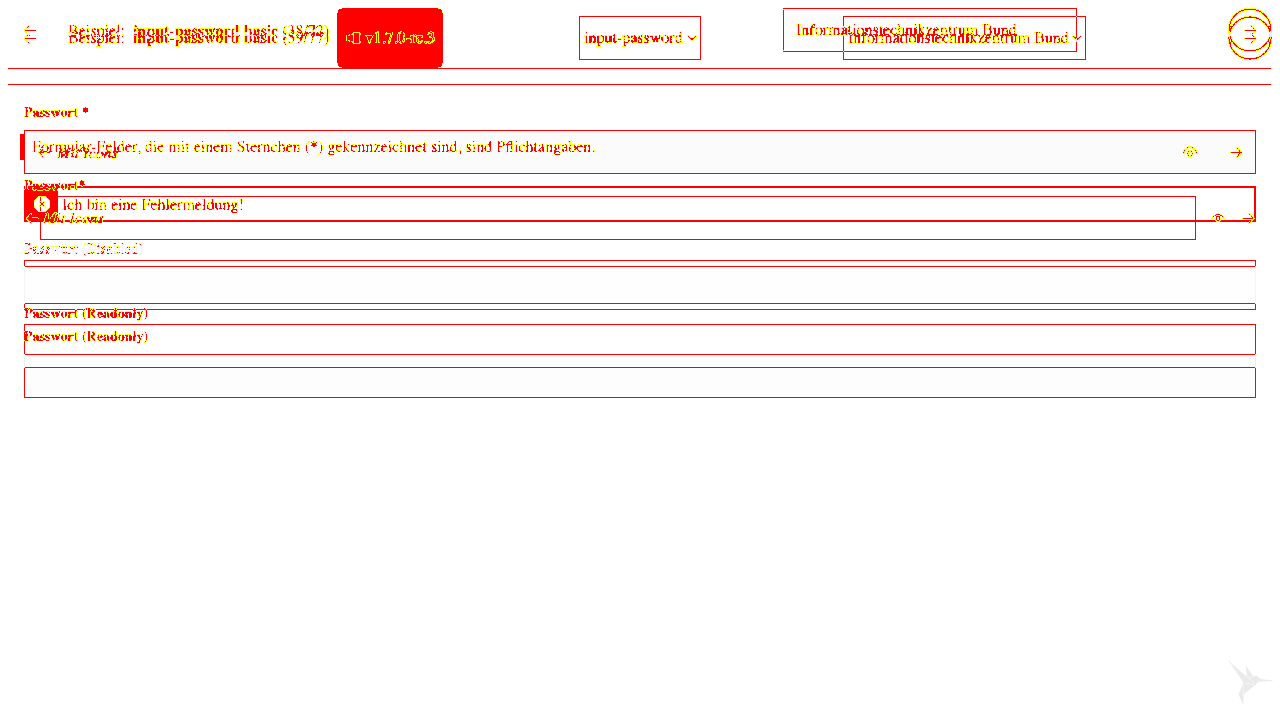 Beispiel: input-password basic
Beispiel: input-password basic
v1.7.0-rc.3
input-password
Informationstechnikzentrum Bund
Informationstechnikzentrum Bund
Passwort *
Formular-Felder, die mit einem Sternchen (*) gekennzeichnet sind, sind Pflichtangaben.
Mit Icons
Passwort*
Ich bin eine Fehlermeldung!
Mit Icons
Passwort (Disabled)
Passwort (Readonly)
Passwort (Readonly)